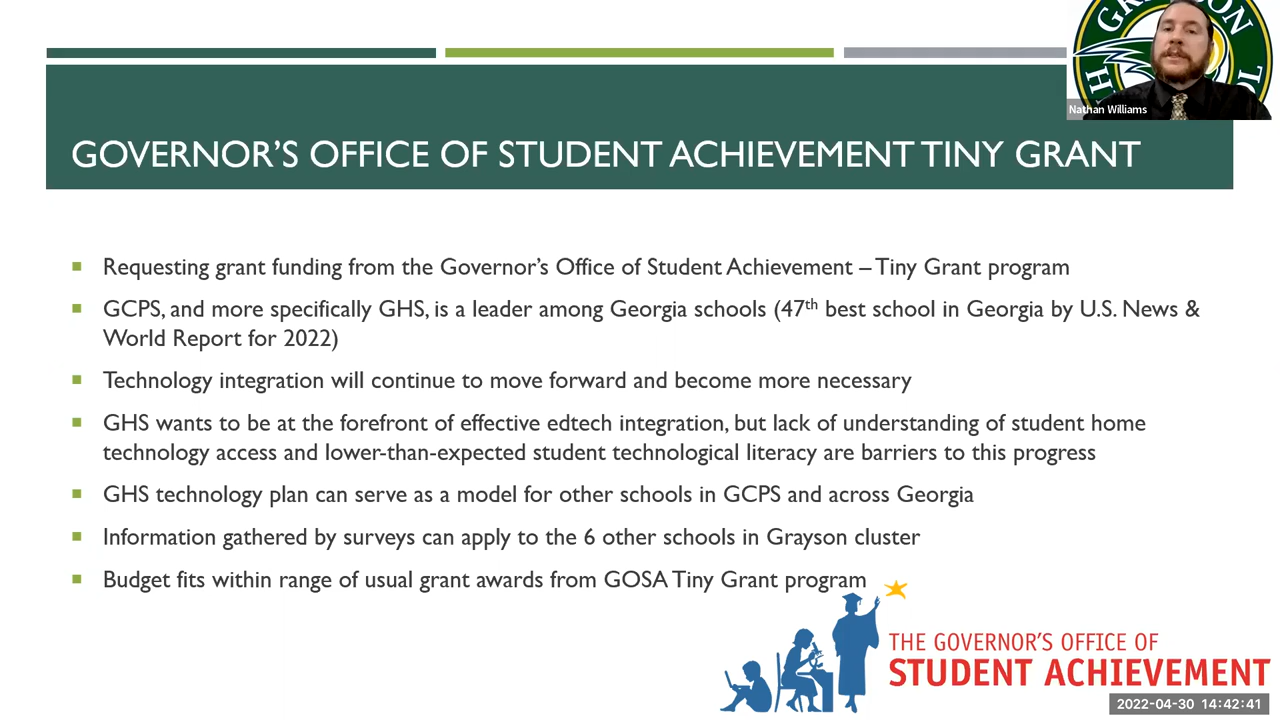 GRAYSON
H
TO
Nathan Williams
GOVERNOR'S OFFICE OF STUDENT ACHIEVEMENT TINY GRANT
Requesting grant funding from the Governor's Office of Student Achievement – Tiny Grant program
GCPS, and more specifically GHS, is a leader among Georgia schools (47th best school in Georgia by U.S. News &
World Report for 2022)
Technology integration will continue to move forward and become more necessary
GHS wants to be at the forefront of effective edtech integration, but lack of understanding of student home
technology access and lower-than-expected student technological literacy are barriers to this progress
GHS technology plan can serve as a model for other schools in GCPS and across Georgia
Information gathered by surveys can apply to the 6 other schools in Grayson cluster
Budget fits within range of usual grant awards from GOSA Tiny Grant program
THE GOVERNOR'S OFFICE OF
STUDENT ACHIEVEMENT
2022-04-30 14:42:41